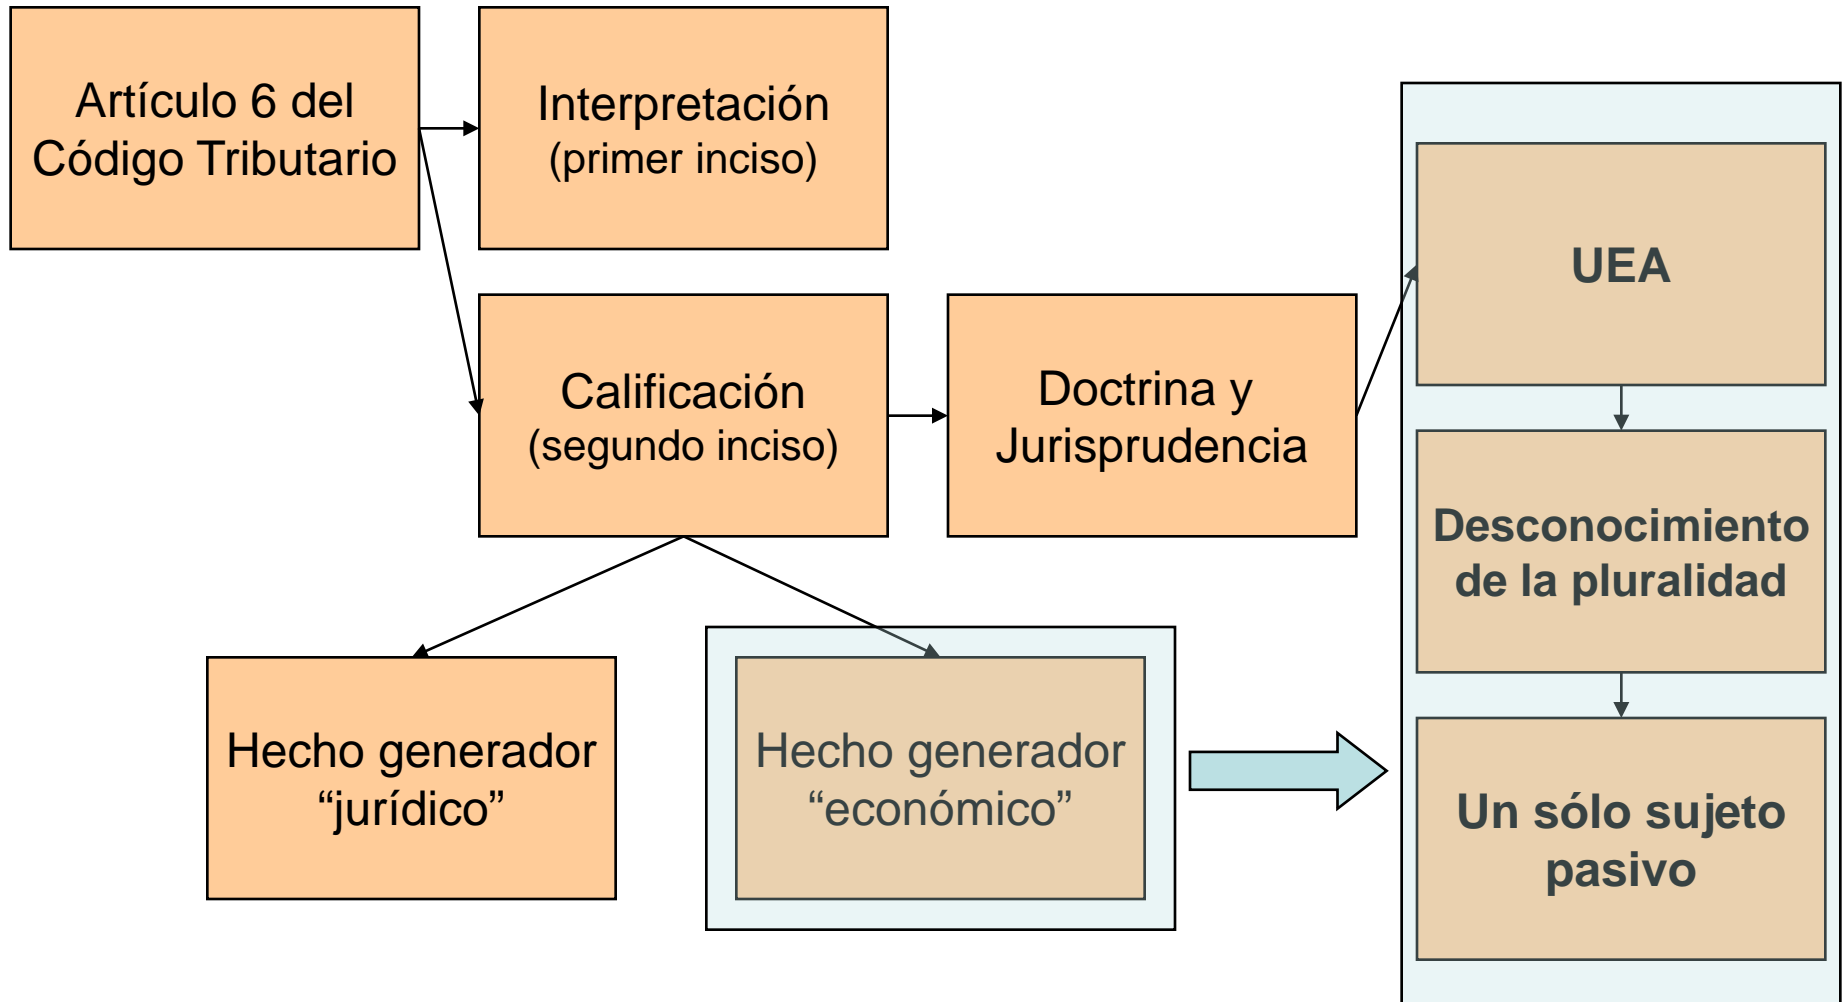 Artículo 6 del
Código Tributario
Interpretación
(primer inciso)
Calificación
(segundo inciso)
Doctrina y
Jurisprudencia
UEA
Desconocimiento
de la pluralidad
Un sólo sujeto
pasivo
Hecho generador
“jurídico”
Hecho generador
“económico”